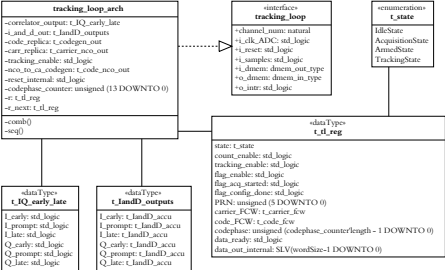 tracking_loop_arch
-correlator_output: t_IQ_early_late
-i_and_d_out: t_IandD_outputs
-code_replica: t_codegen_out
-carr_replica: t_carrier_nco_out
-tracking_enable: std_logic
-nco_to_ca_codegen: t_code_nco_out
-reset_internal: std_logic
-codephase_counter: unsigned (13 DOWNTO 0)
-r: t_tl_reg
-r_next: t_tl_reg
-comb()
-seq()
«interface»
tracking_loop
+channel_num: natural
+i_clk_ADC: std_logic
+i_reset: std_logic
+i_samples: std_logic
+i_dmem: dmem_out_type
+o_dmem: dmem_in_type
+o_intr: std_logic
«enumeration»
t_state
IdleState
AcquisitionState
ArmedState
TrackingState
«dataType»
t_tl_reg
state: t_state
count_enable: std_logic
tracking_enable: std_logic
flag_enable: std_logic
flag_acq_started: std_logic
flag_config_done: std_logic
PRN: unsigned (5 DOWNTO 0)
carrier_FCW: t_carrier_fcw
code_FCW: t_code_fcw
codephase: unsigned (codephase_counter'length - 1 DOWNTO 0)
data_ready: std_logic
data_out_internal: SLV(wordSize-1 DOWNTO 0)
«dataType»
t_IQ_early_late
I_early: std_logic
I_prompt: std_logic
I_late: std_logic
Q_early: std_logic
Q_prompt: std_logic
Q_late: std_logic
«dataType»
t_IandD_outputs
I_early: t_IandD_accu
I_prompt: t_IandD_accu
I_late: t_IandD_accu
Q_early: t_IandD_accu
Q_prompt: t_IandD_accu
Q_late: t_IandD_accu